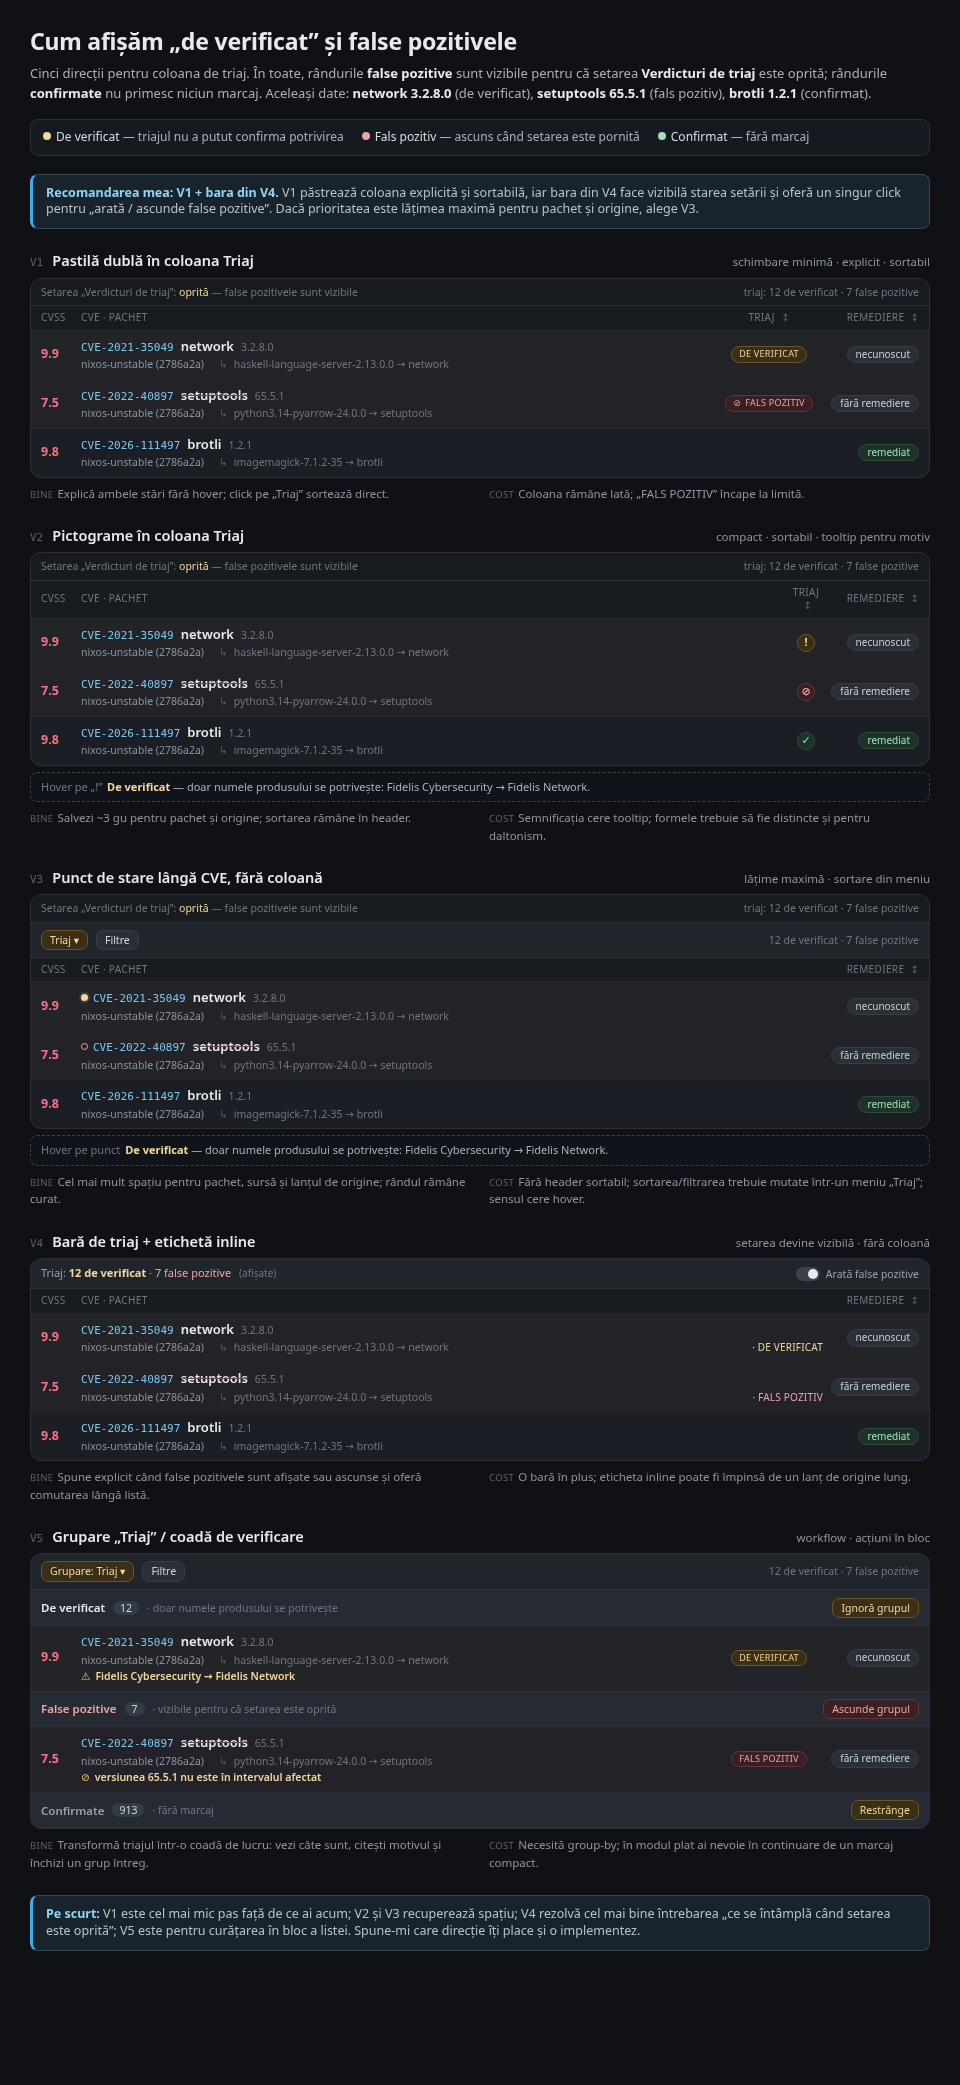 Cum afișăm „de verificat” și false pozitivele
Cinci direcții pentru coloana de triaj. În toate, rândurile false pozitive sunt vizibile pentru că setarea Verdicturi de triaj este oprită; rândurile
confirmate nu primesc niciun marcaj. Aceleași date: network 3.2.8.0 (de verificat), setuptools 65.5.1 (fals pozitiv), brotli 1.2.1 (confirmat).
De verificat — triajul nu a putut confirma potrivirea Fals pozitiv — ascuns când setarea este pornită Confirmat — fără marcaj
Recomandarea mea: V1 + bara din V4. V1 păstrează coloana explicită și sortabilă, iar bara din V4 face vizibilă starea setării și oferă un singur click
pentru „arată / ascunde false pozitive”. Dacă prioritatea este lățimea maximă pentru pachet și origine, alege V3.
V1 Pastilă dublă în coloana Triaj schimbare minimă · explicit · sortabil
Setarea „Verdicturi de triaj”: oprită — false pozitivele sunt vizibile triaj: 12 de verificat · 7 false pozitive
CVSS CVE · PACHET TRIAJ ↕ REMEDIERE ↕
9.9 CVE-2021-35049 network 3.2.8.0 DE VERIFICAT necunoscut
nixos-unstable (2786a2a) ↳ haskell-language-server-2.13.0.0 → network
7.5 CVE-2022-40897 setuptools 65.5.1 ⊘ FALS POZITIV fără remediere
nixos-unstable (2786a2a) ↳ python3.14-pyarrow-24.0.0 → setuptools
9.8 CVE-2026-111497 brotli 1.2.1 remediat
nixos-unstable (2786a2a) ↳ imagemagick-7.1.2-35 → brotli
BINE Explică ambele stări fără hover; click pe „Triaj” sortează direct. COST Coloana rămâne lată; „FALS POZITIV” încape la limită.
V2 Pictograme în coloana Triaj compact · sortabil · tooltip pentru motiv
Setarea „Verdicturi de triaj”: oprită — false pozitivele sunt vizibile triaj: 12 de verificat · 7 false pozitive
CVSS CVE · PACHET TRIAJ ↕ REMEDIERE ↕
9.9 CVE-2021-35049 network 3.2.8.0 ! necunoscut
nixos-unstable (2786a2a) ↳ haskell-language-server-2.13.0.0 → network
7.5 CVE-2022-40897 setuptools 65.5.1 ⊘ fără remediere
nixos-unstable (2786a2a) ↳ python3.14-pyarrow-24.0.0 → setuptools
9.8 CVE-2026-111497 brotli 1.2.1 ✓ remediat
nixos-unstable (2786a2a) ↳ imagemagick-7.1.2-35 → brotli
Hover pe „!” De verificat — doar numele produsului se potrivește: Fidelis Cybersecurity → Fidelis Network.
BINE Salvezi ~3 gu pentru pachet și origine; sortarea rămâne în header.
COST Semnificația cere tooltip; formele trebuie să fie distincte și pentru
daltonism.
V3 Punct de stare lângă CVE, fără coloană lățime maximă · sortare din meniu
Setarea „Verdicturi de triaj”: oprită — false pozitivele sunt vizibile triaj: 12 de verificat · 7 false pozitive
Triaj ▾ Filtre 12 de verificat · 7 false pozitive
CVSS CVE · PACHET REMEDIERE ↕
9.9 CVE-2021-35049 network 3.2.8.0 necunoscut
nixos-unstable (2786a2a) ↳ haskell-language-server-2.13.0.0 → network
7.5 CVE-2022-40897 setuptools 65.5.1 fără remediere
nixos-unstable (2786a2a) ↳ python3.14-pyarrow-24.0.0 → setuptools
9.8 CVE-2026-111497 brotli 1.2.1 remediat
nixos-unstable (2786a2a) ↳ imagemagick-7.1.2-35 → brotli
Hover pe punct De verificat — doar numele produsului se potrivește: Fidelis Cybersecurity → Fidelis Network.
BINE Cel mai mult spațiu pentru pachet, sursă și lanțul de origine; rândul rămâne
curat.
COST Fără header sortabil; sortarea/filtrarea trebuie mutate într-un meniu „Triaj”;
sensul cere hover.
V4 Bară de triaj + etichetă inline setarea devine vizibilă · fără coloană
Triaj: 12 de verificat · 7 false pozitive (afișate) Arată false pozitive
CVSS CVE · PACHET REMEDIERE ↕
9.9 CVE-2021-35049 network 3.2.8.0 necunoscut
nixos-unstable (2786a2a) ↳ haskell-language-server-2.13.0.0 → network · DE VERIFICAT
7.5 CVE-2022-40897 setuptools 65.5.1 fără remediere
nixos-unstable (2786a2a) ↳ python3.14-pyarrow-24.0.0 → setuptools · FALS POZITIV
9.8 CVE-2026-111497 brotli 1.2.1 remediat
nixos-unstable (2786a2a) ↳ imagemagick-7.1.2-35 → brotli
BINE Spune explicit când false pozitivele sunt afișate sau ascunse și oferă
comutarea lângă listă.
COST O bară în plus; eticheta inline poate fi împinsă de un lanț de origine lung.
V5 Grupare „Triaj” / coadă de verificare workflow · acțiuni în bloc
Grupare: Triaj ▾ Filtre 12 de verificat · 7 false pozitive
De verificat 12 · doar numele produsului se potrivește Ignoră grupul
9.9 CVE-2021-35049 network 3.2.8.0 DE VERIFICAT necunoscut
nixos-unstable (2786a2a) ↳ haskell-language-server-2.13.0.0 → network
⚠ Fidelis Cybersecurity → Fidelis Network
False pozitive 7 · vizibile pentru că setarea este oprită Ascunde grupul
7.5 CVE-2022-40897 setuptools 65.5.1 FALS POZITIV fără remediere
nixos-unstable (2786a2a) ↳ python3.14-pyarrow-24.0.0 → setuptools
⊘ versiunea 65.5.1 nu este în intervalul afectat
Confirmate 913 · fără marcaj Restrânge
BINE Transformă triajul într-o coadă de lucru: vezi câte sunt, citești motivul și
închizi un grup întreg.
COST Necesită group-by; în modul plat ai nevoie în continuare de un marcaj
compact.
Pe scurt: V1 este cel mai mic pas față de ce ai acum; V2 și V3 recuperează spațiu; V4 rezolvă cel mai bine întrebarea „ce se întâmplă când setarea
este oprită”; V5 este pentru curățarea în bloc a listei. Spune-mi care direcție îți place și o implementez.